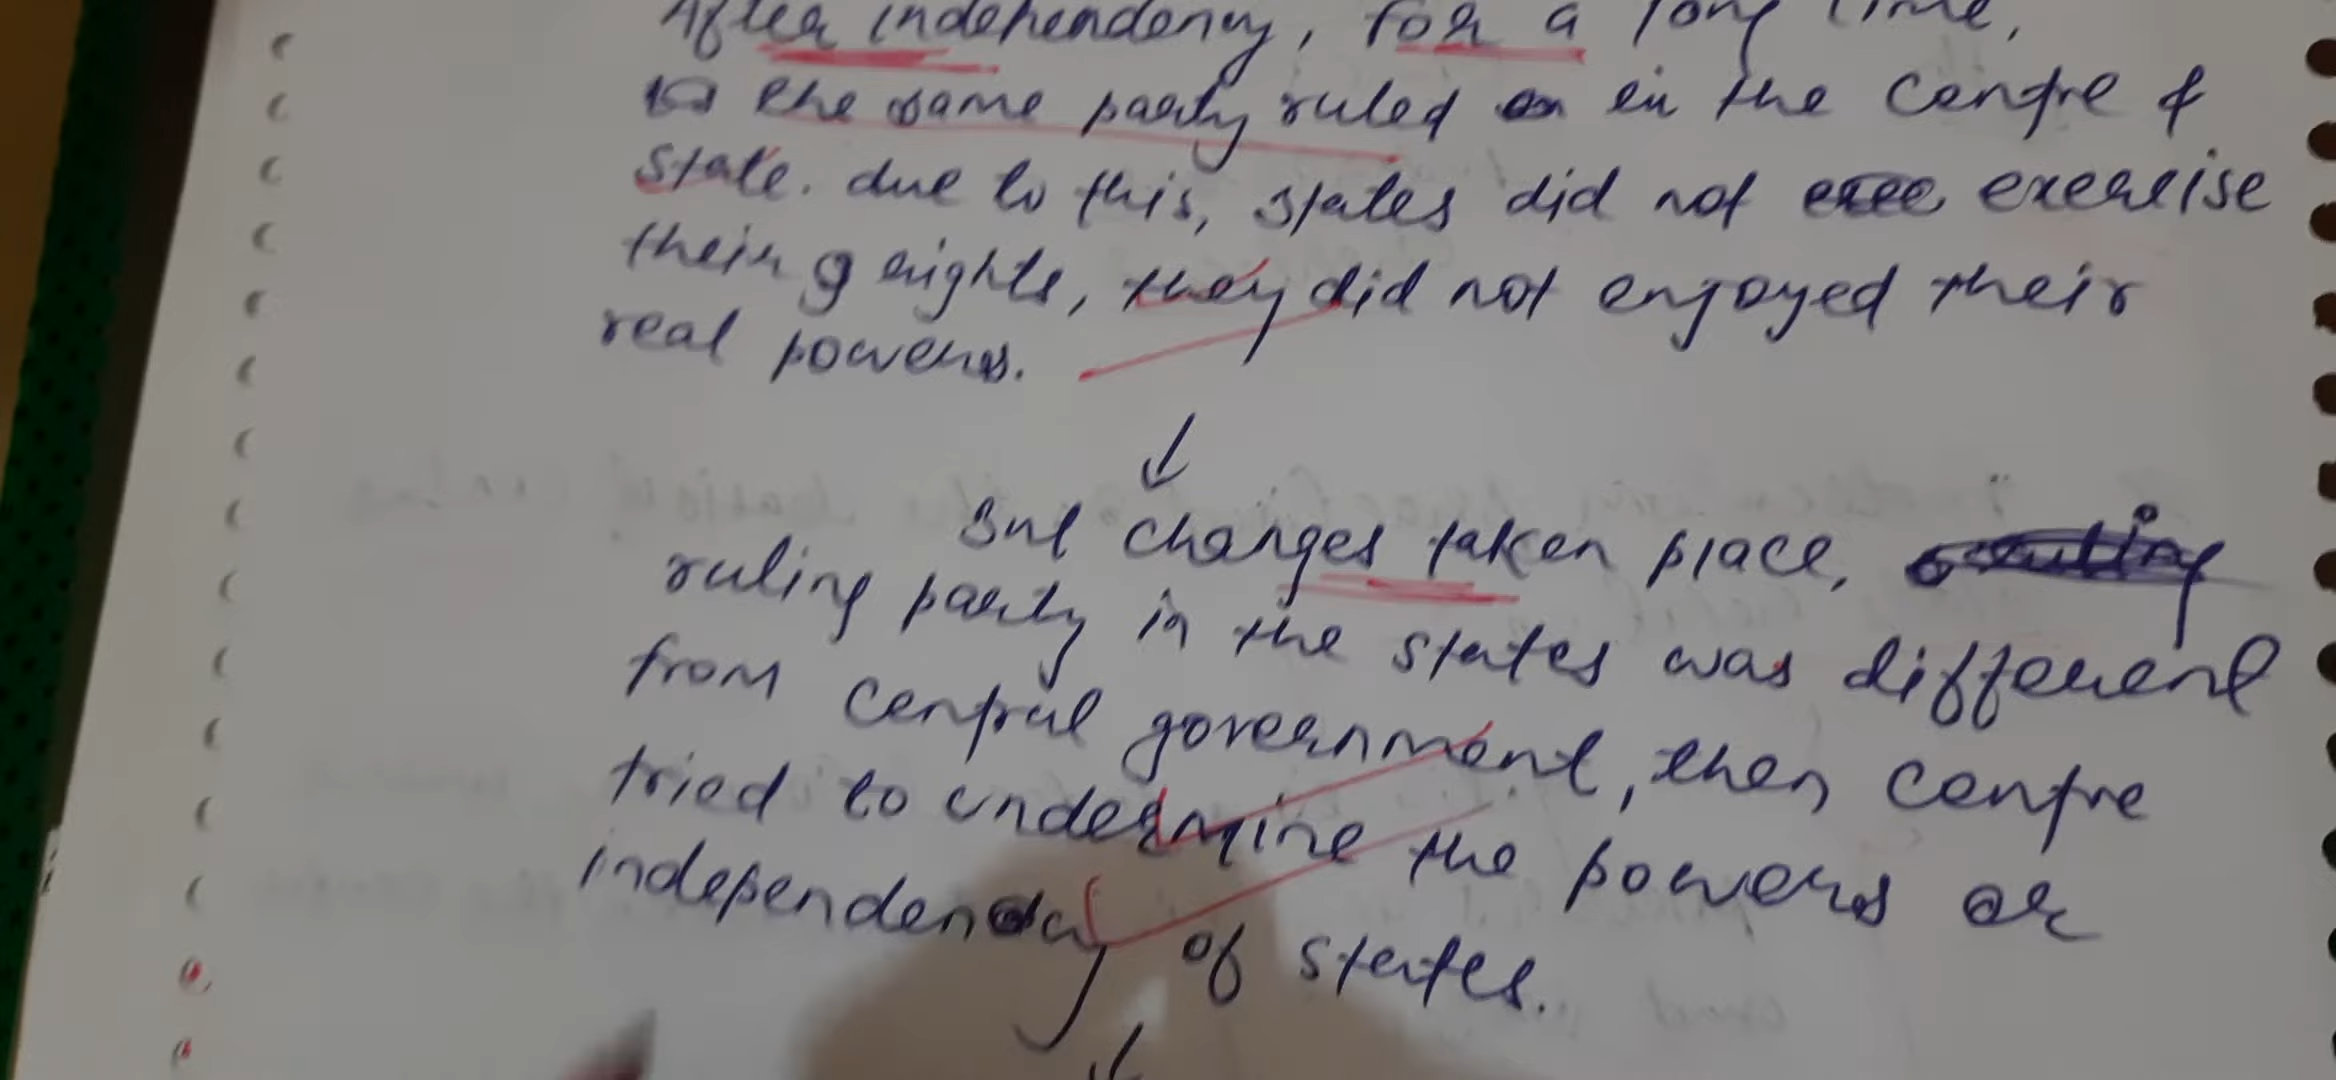 After independency, for a long time,
the same party ruled in the Centre &
State. due to this, states did not exercise
their rights, they did not enjoyed their
real powers.
↓
But changes taken place,
ruling party in the states was different
from central government, then centre
tried to undermine the powers or
independency of states.
↓